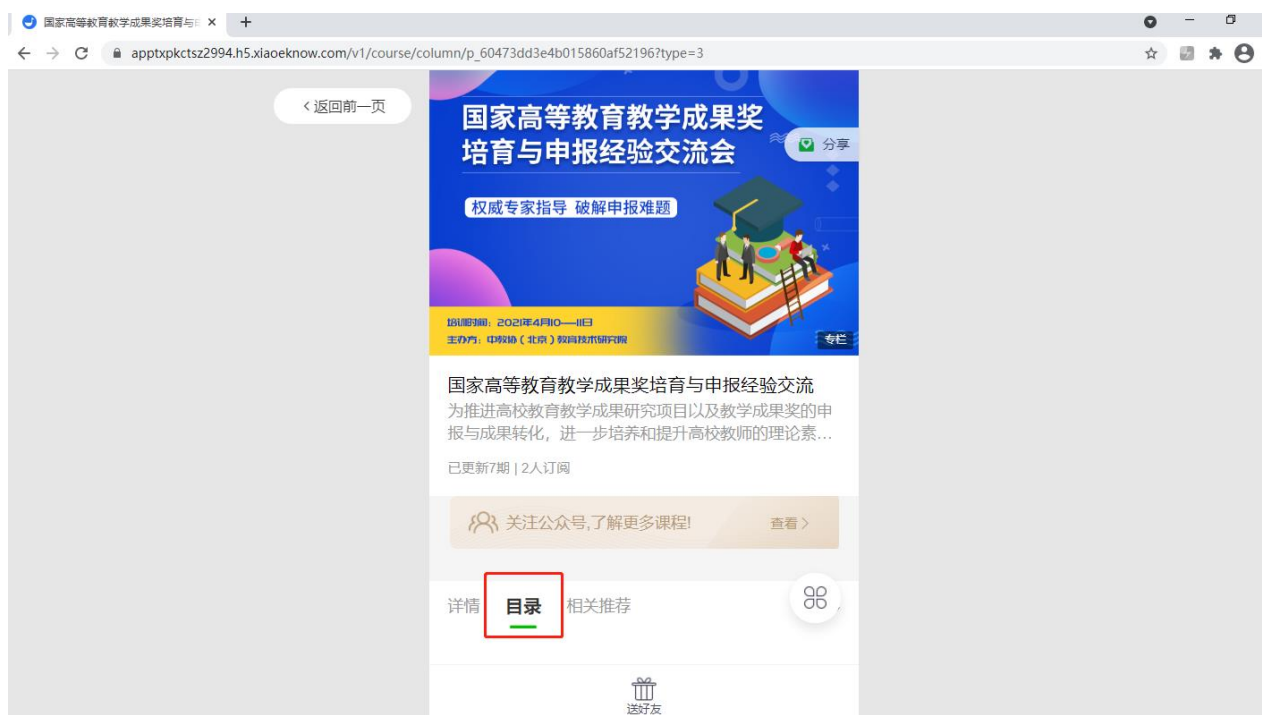 国家高等教育教学成果奖培育与
apptxpkctsz2994.h5.xiaoeknow.com/v1/course/column/p_60473dd3e4b015860af52196?type=3
返回前一页
国家高等教育教学成果奖
培育与申报经验交流会
分享
权威专家指导 破解申报难题
培训时间：2021年4月10——11日
主办方：中教协（北京）教育技术研究院
专栏
国家高等教育教学成果奖培育与申报经验交流
为推进高校教育教学成果研究项目以及教学成果奖的申
报与成果转化，进一步培养和提升高校教师的理论素…
已更新7期 | 2人订阅
关注公众号,了解更多课程! 查看
详情 目录 相关推荐
送好友